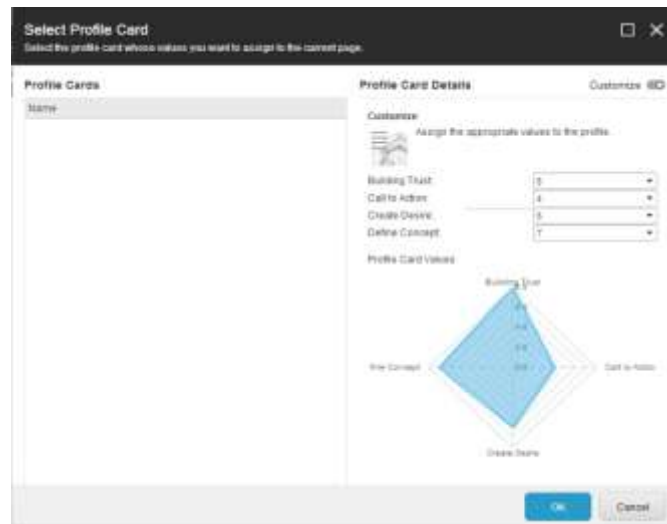 Select Profile Card
Select the profile card whose values you want to assign to the current page.
Profile Cards
Name
Profile Card Details
Customize
Customize
Assign the appropriate values to the profile.
Building Trust:
Call to Action:
4
Create Desire:
Define Concept:
7
Profile Card Values
Building Trust
Call to Action
Create Desire
OK
Cancel